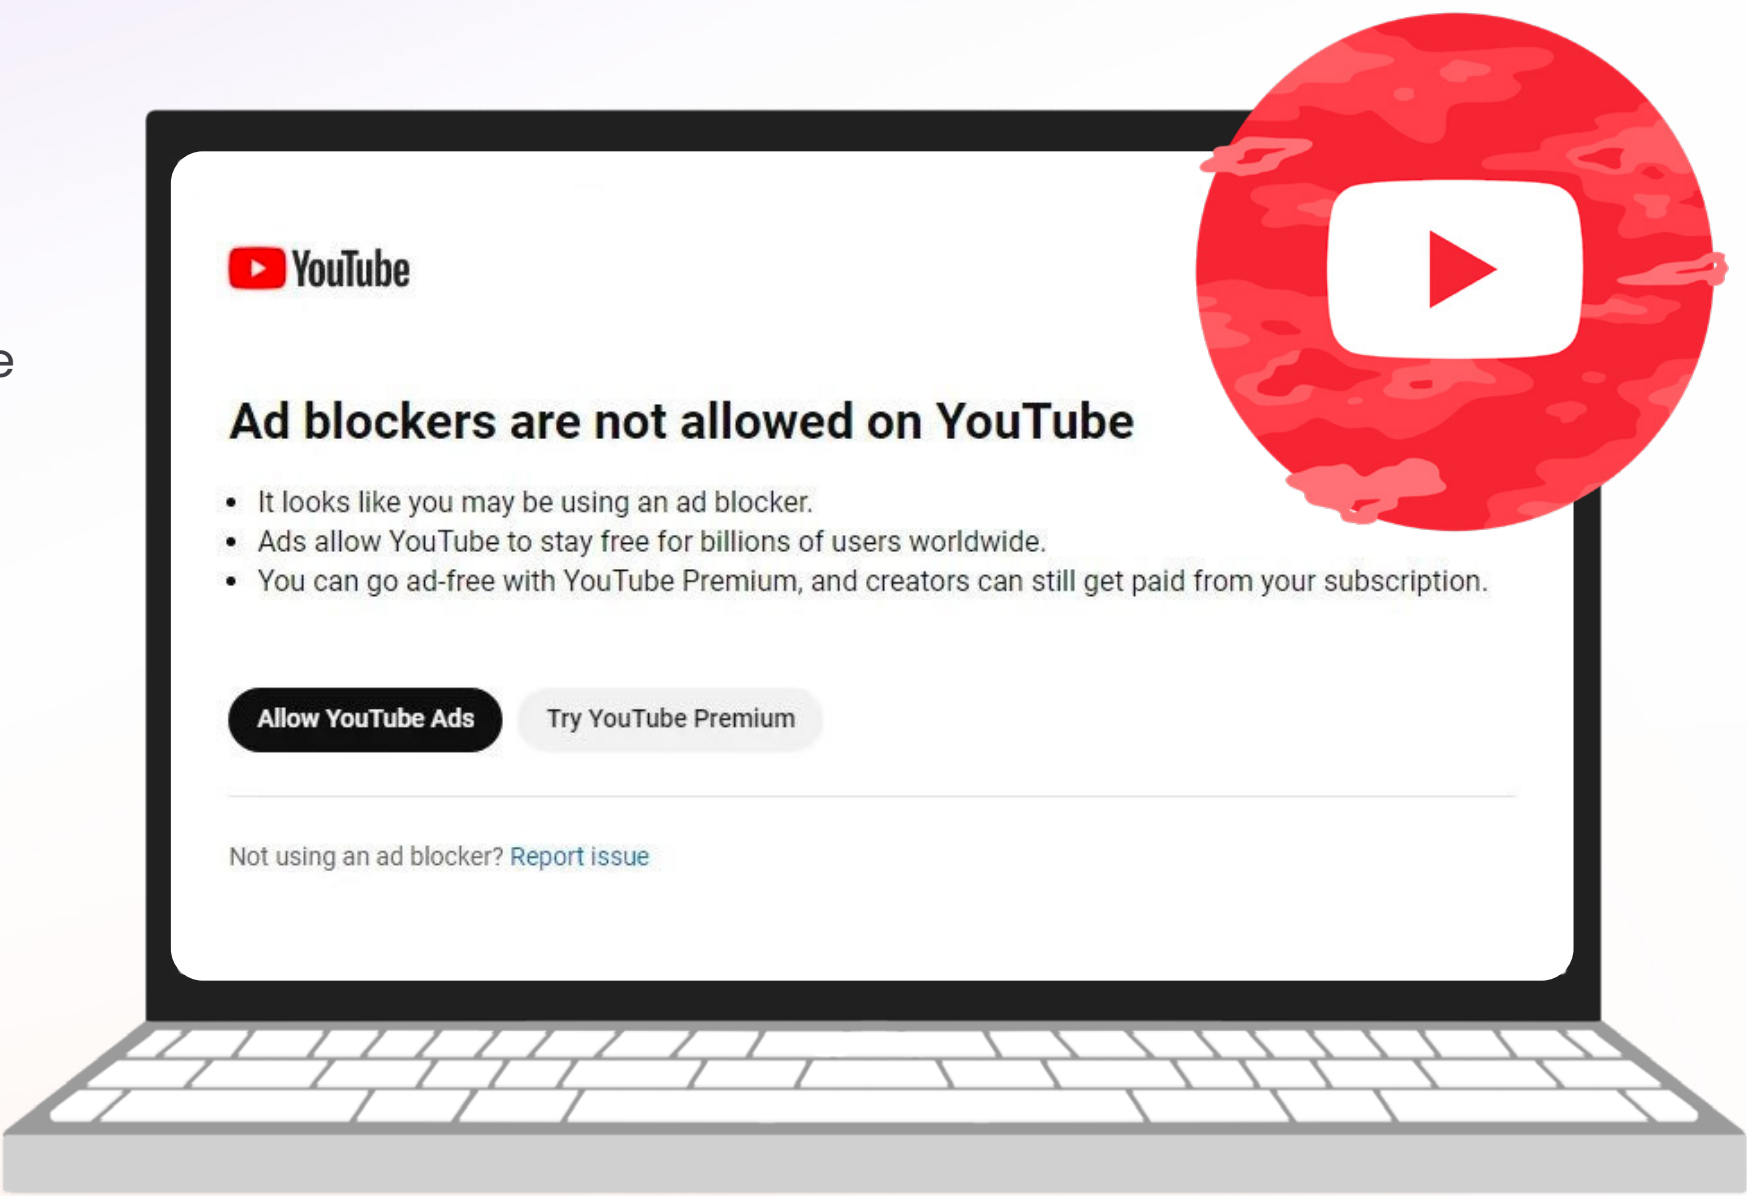 YouTube
e
Ad blockers are not allowed on YouTube
It looks like you may be using an ad blocker.
Ads allow YouTube to stay free for billions of users worldwide.
You can go ad-free with YouTube Premium, and creators can still get paid from your subscription.
Allow YouTube Ads
Try YouTube Premium
Not using an ad blocker? Report issue